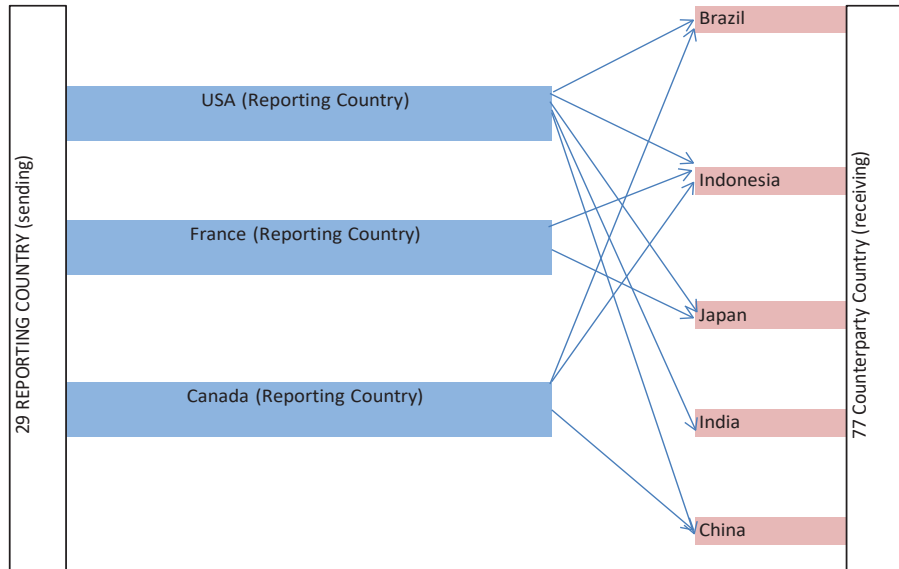 29 REPORTING COUNTRY (sending)
USA (Reporting Country)
France (Reporting Country)
Canada (Reporting Country)
Brazil
Indonesia
Japan
India
China
77 Counterparty Country (receiving)